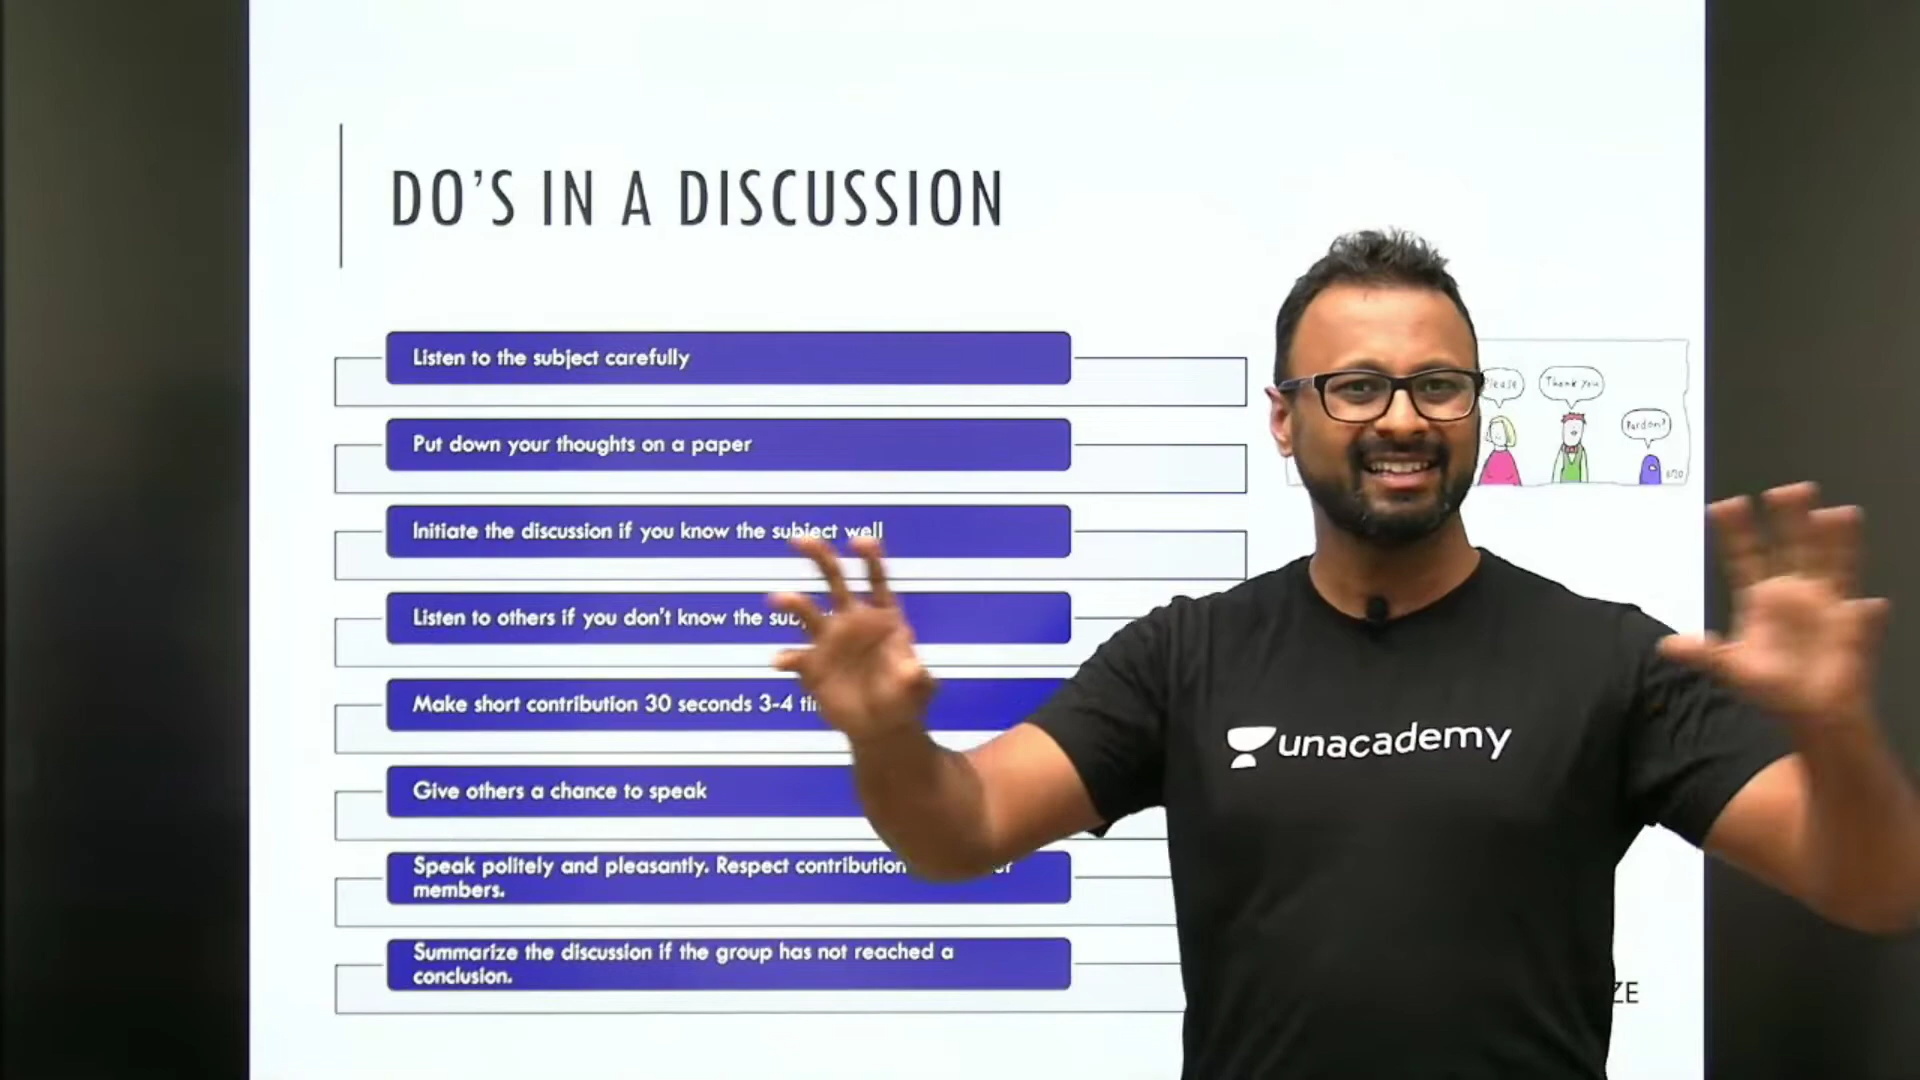 DO'S IN A DISCUSSION
Listen to the subject carefully
Please
Thank you
Put down your thoughts on a paper
Pardon?
6/20
Initiate the discussion if you know the subject well
Listen to others if you don't know the
Make short contribution 30 seconds 3-4
unacademy
Give others a chance to speak
Speak politely and pleasantly. Respect
members.
Summarize the discussion if the group has not reached a
conclusion.